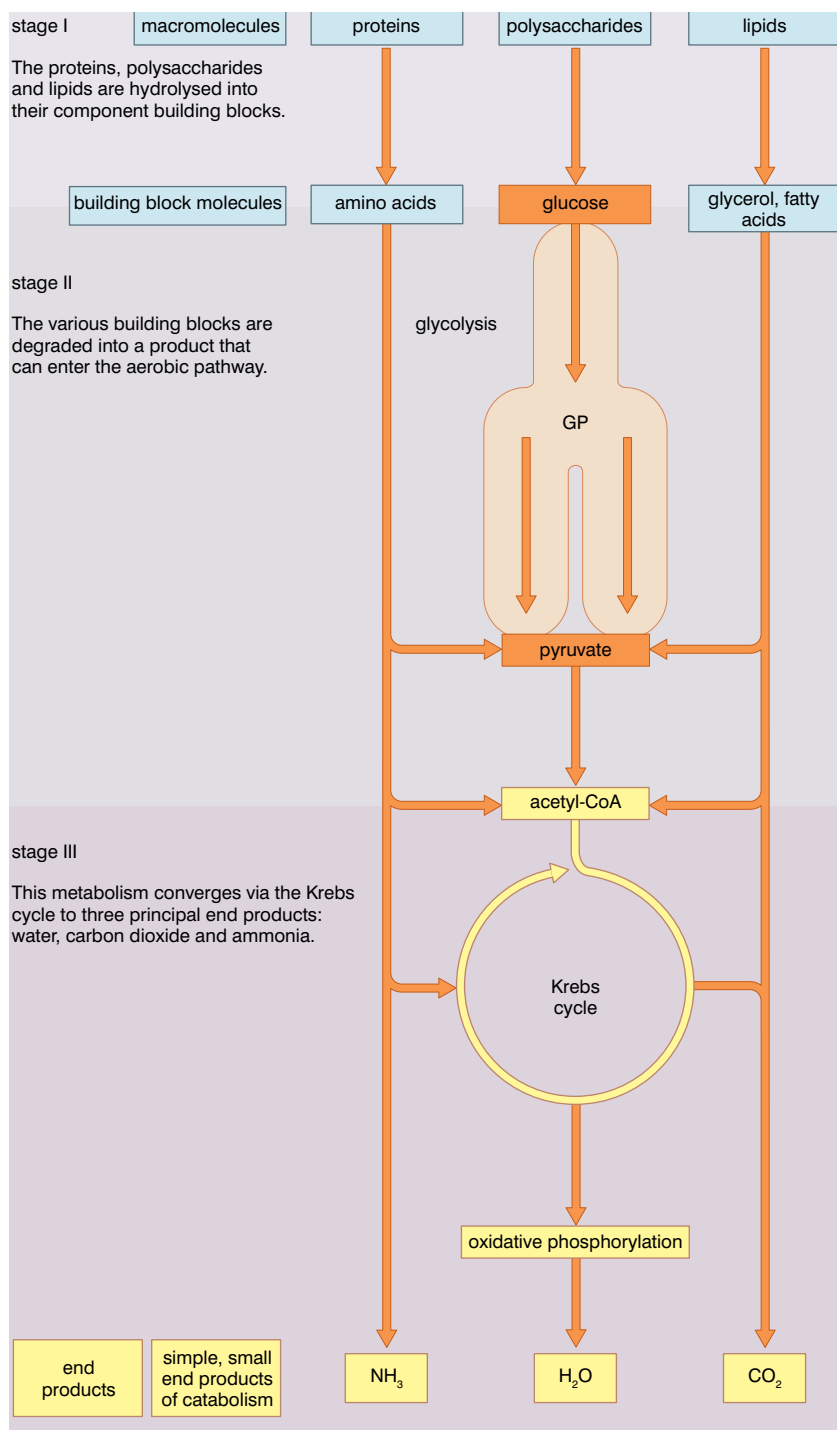 stage I
macromolecules
proteins
polysaccharides
lipids
The proteins, polysaccharides
and lipids are hydrolysed into
their component building blocks.
building block molecules
amino acids
glucose
glycerol, fatty
acids
stage II
The various building blocks are
degraded into a product that
can enter the aerobic pathway.
glycolysis
GP
pyruvate
acetyl-CoA
stage III
This metabolism converges via the Krebs
cycle to three principal end products:
water, carbon dioxide and ammonia.
Krebs
cycle
oxidative phosphorylation
end
products
simple, small
end products
of catabolism
NH₃
H₂O
CO₂